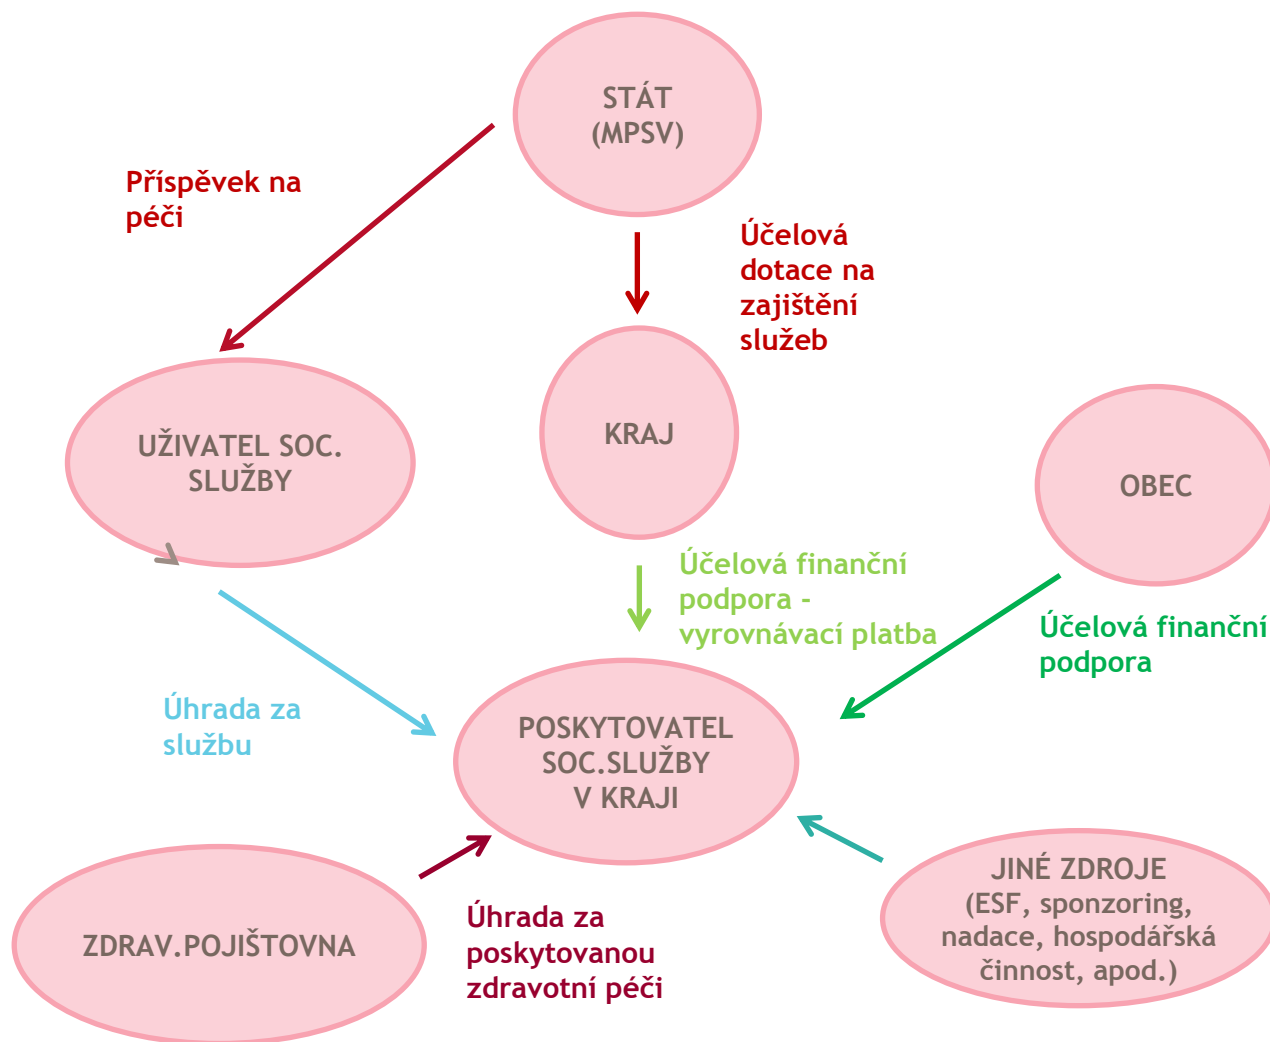 STÁT
(MPSV)
Příspěvek na
péči
Účelová
dotace na
zajištění
služeb
UŽIVATEL SOC.
SLUŽBY
KRAJ
OBEC
Účelová finanční
podpora -
vyrovnávací platba
Účelová finanční
podpora
Úhrada za
službu
POSKYTOVATEL
SOC.SLUŽBY
V KRAJI
ZDRAV.POJIŠTOVNA
Úhrada za
poskytovanou
zdravotní péči
JINÉ ZDROJE
(ESF, sponzoring,
nadace, hospodářská
činnost, apod.)